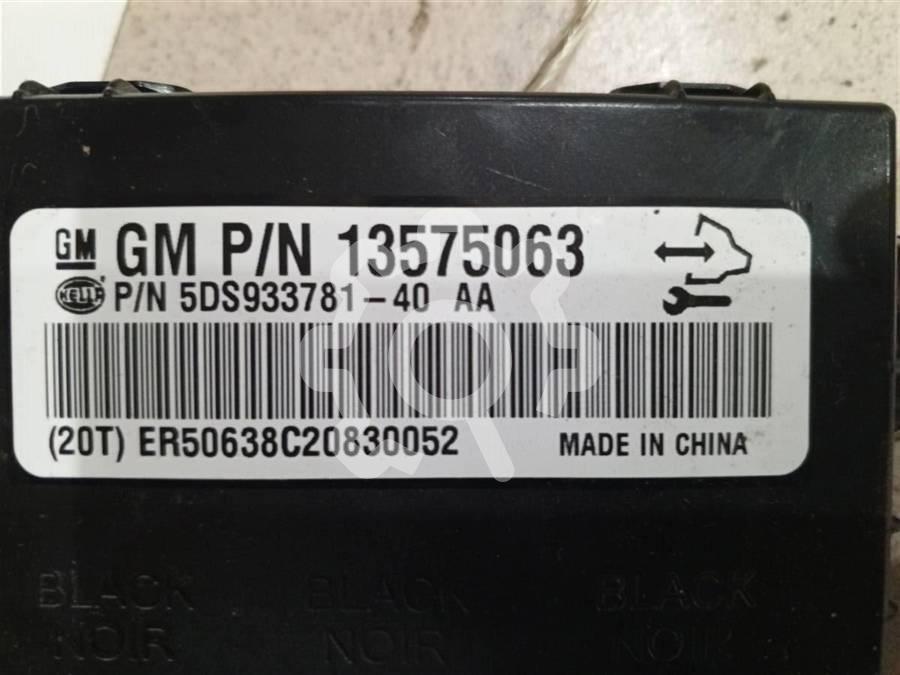 GM GM P/N 13575063
HELLA P/N 5DS933781-40 AA
(20T) ER50638C20830052 MADE IN CHINA
BLACK BLACK BLACK
NOIR NOIR NOIR